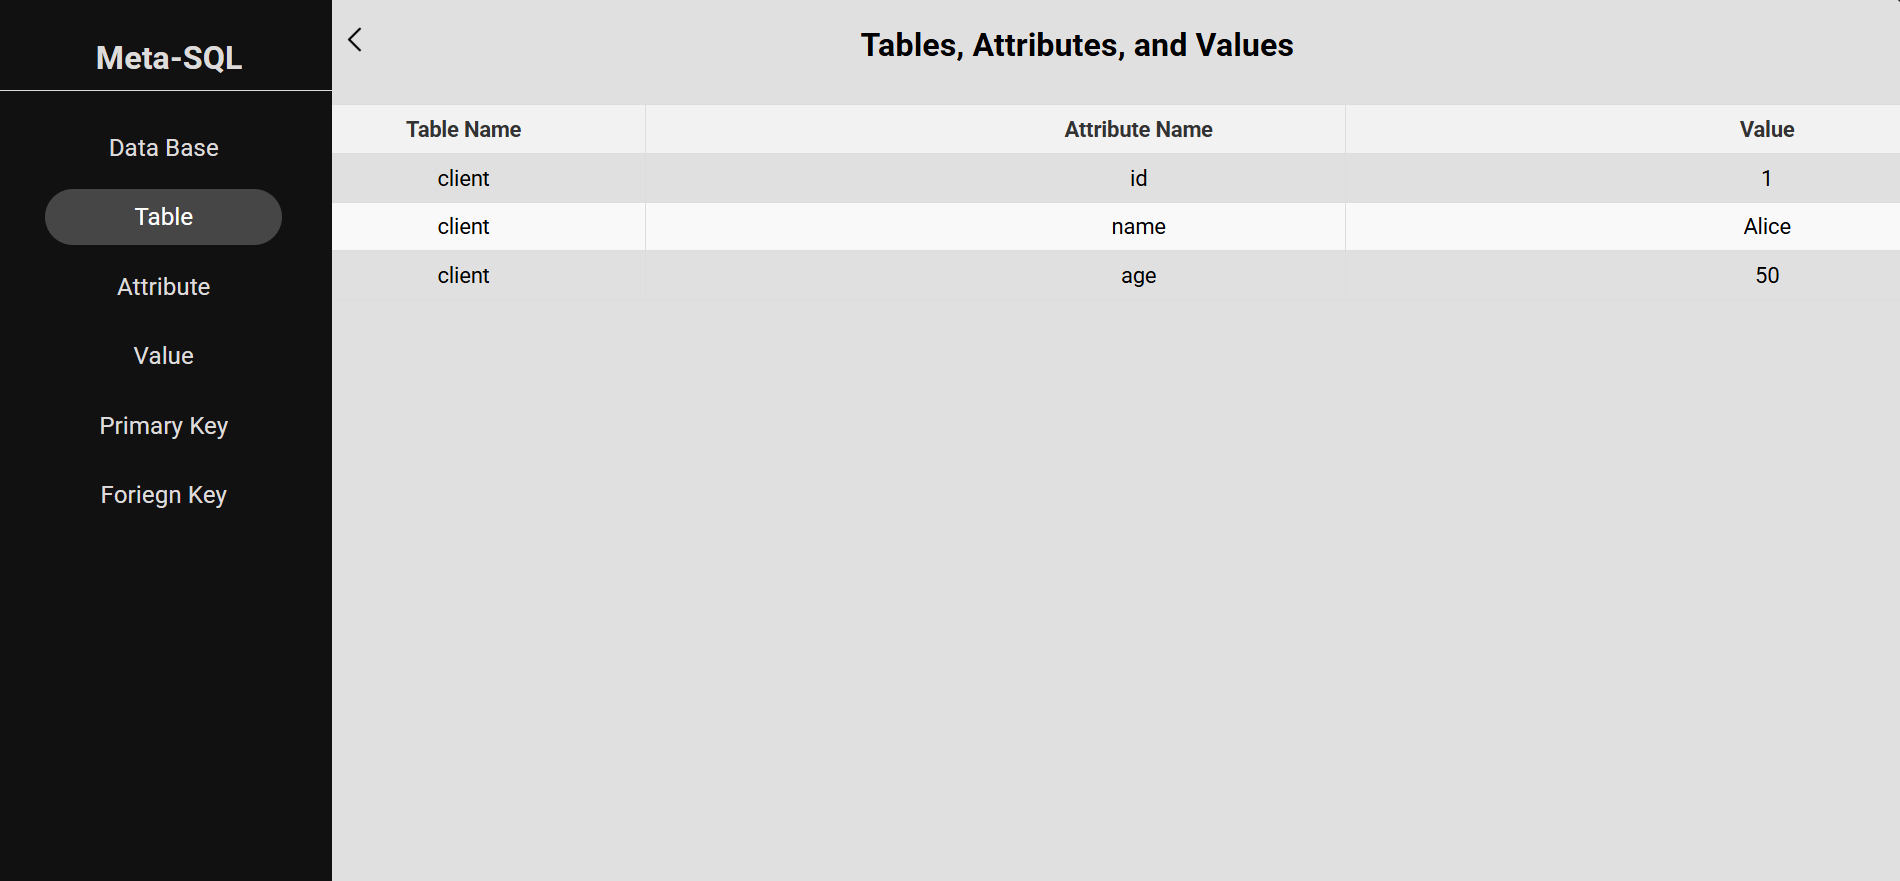 Meta-SQL
Data Base
Table
Attribute
Value
Primary Key
Foriegn Key
Tables, Attributes, and Values
Table Name Attribute Name Value
client id 1
client name Alice
client age 50